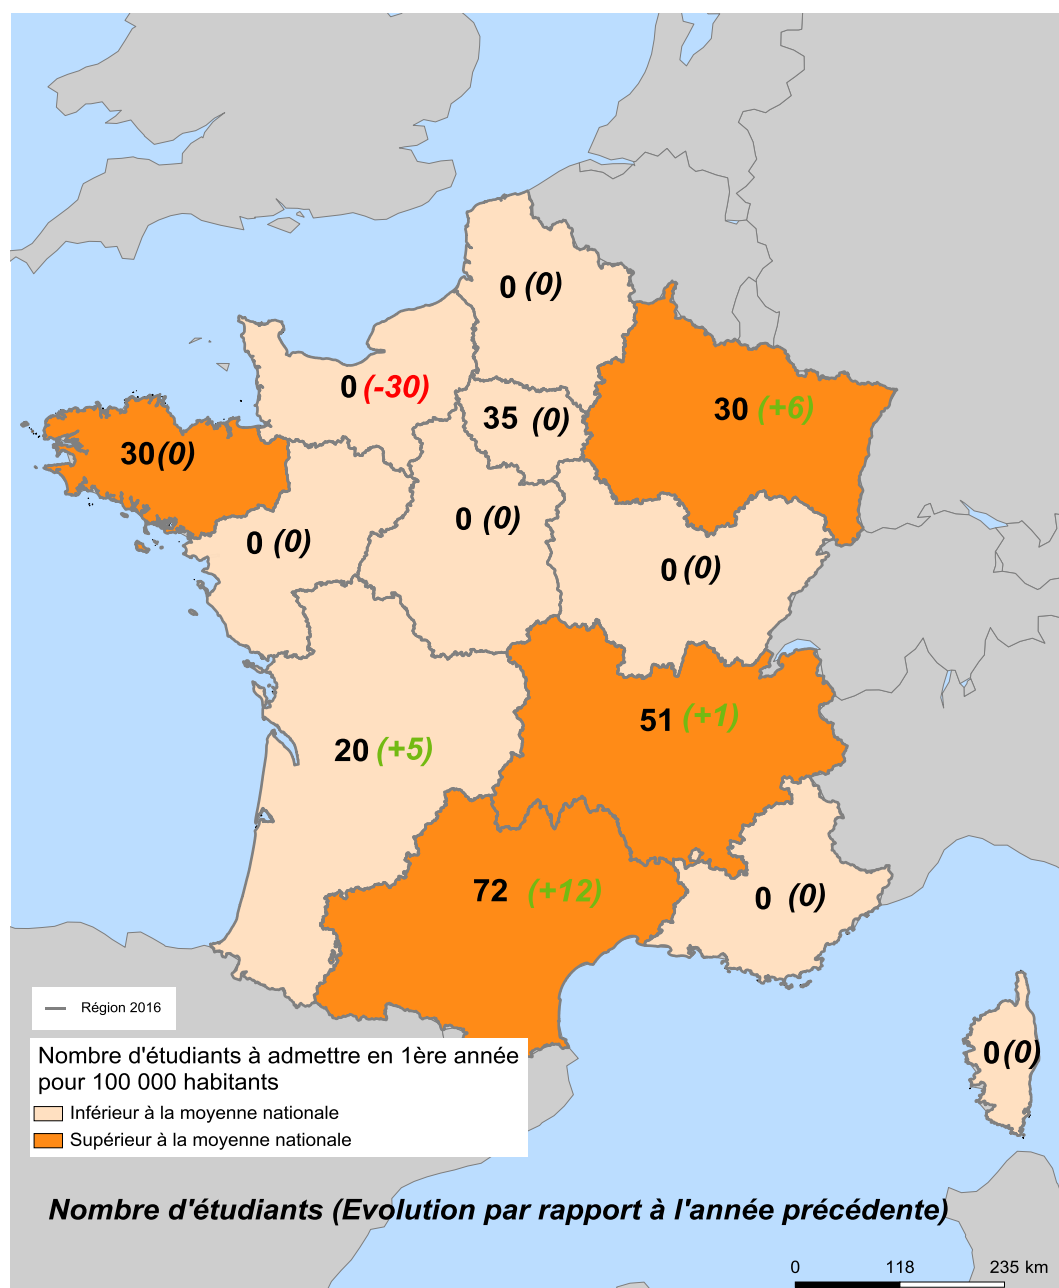 0 (0)
0 (-30)
35 (0)
30 (+6)
30 (0)
0 (0)
0 (0)
0 (0)
51 (+1)
20 (+5)
72 (+12)
0 (0)
0 (0)
Région 2016
Nombre d'étudiants à admettre en 1ère année
pour 100 000 habitants
Inférieur à la moyenne nationale
Supérieur à la moyenne nationale
Nombre d'étudiants (Evolution par rapport à l'année précédente)
0 118 235 km